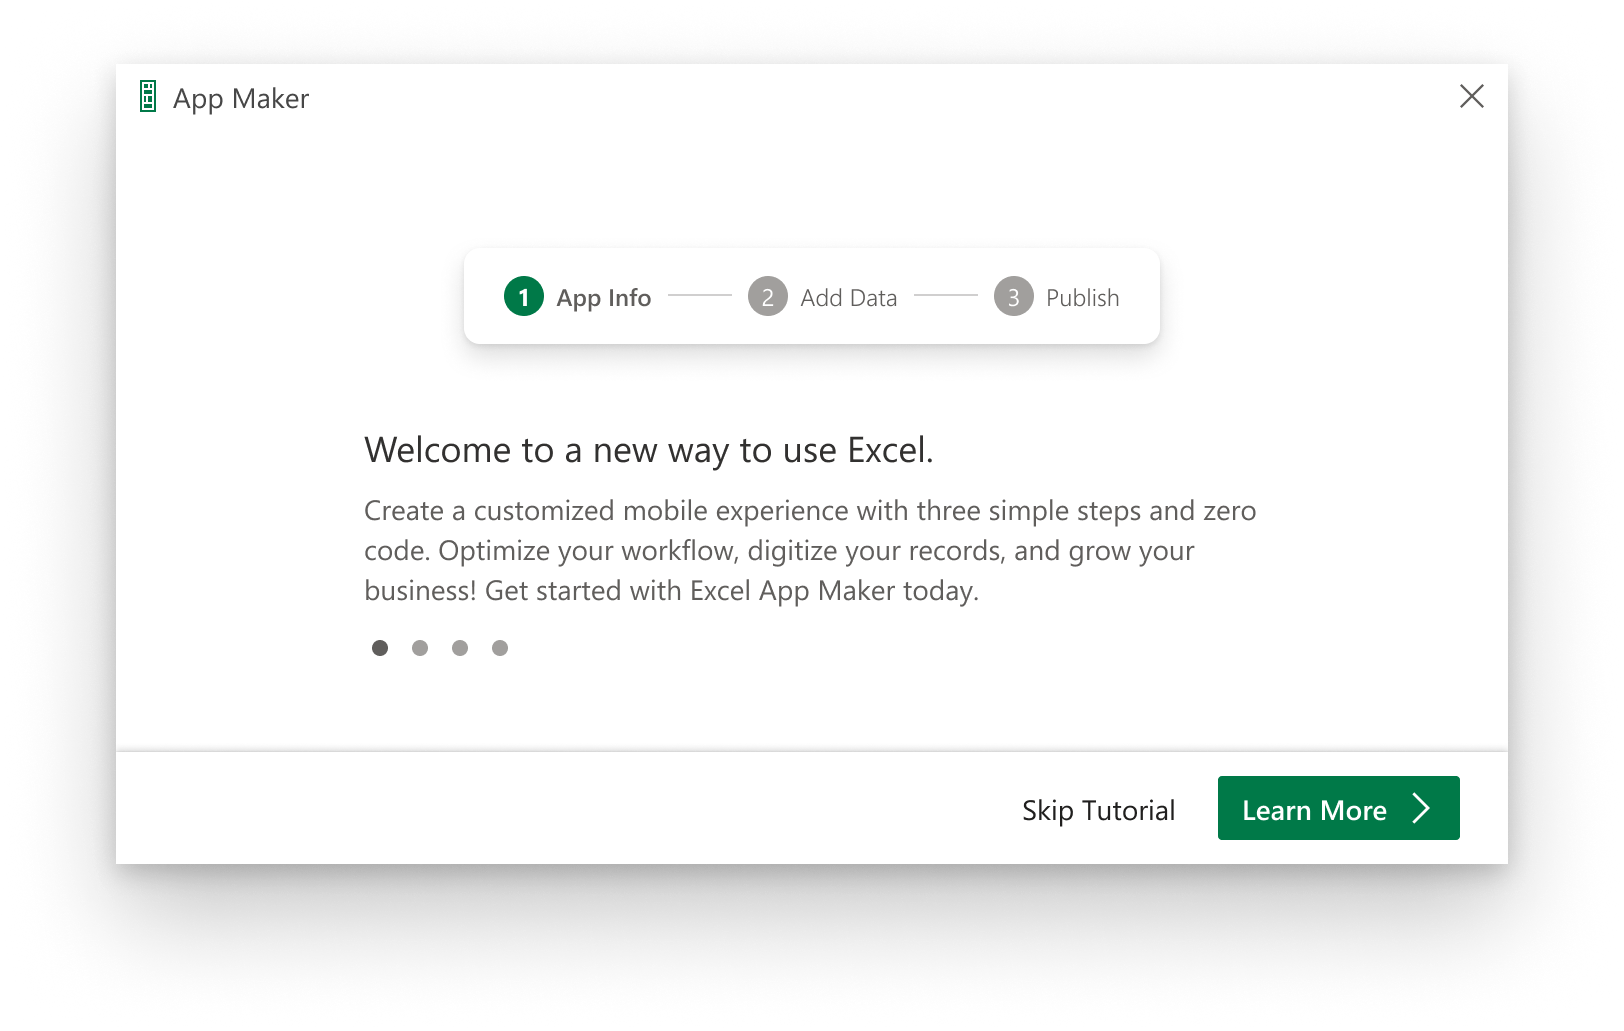 App Maker
1 App Info 2 Add Data 3 Publish
Welcome to a new way to use Excel.
Create a customized mobile experience with three simple steps and zero
code. Optimize your workflow, digitize your records, and grow your
business! Get started with Excel App Maker today.
Skip Tutorial Learn More